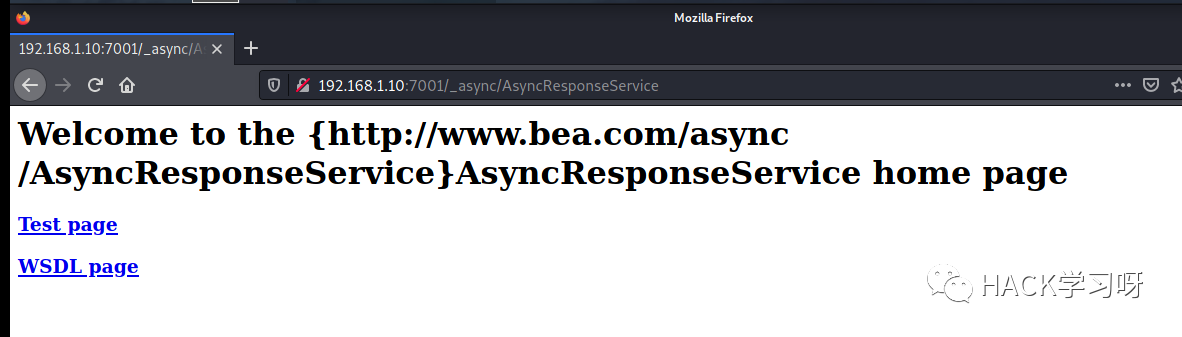 Mozilla Firefox
192.168.1.10:7001/_async/As
192.168.1.10:7001/_async/AsyncResponseService
Welcome to the {http://www.bea.com/async
/AsyncResponseService}AsyncResponseService home page
Test page
WSDL page
HACK学习呀